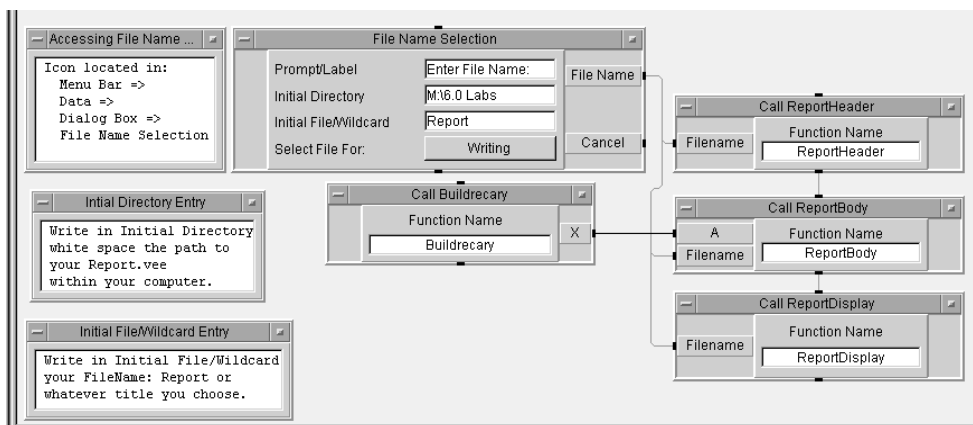 Accessing File Name ...
Icon located in:
Menu Bar =>
Data =>
Dialog Box =>
File Name Selection
File Name Selection
Prompt/Label
Enter File Name:
File Name
Initial Directory
M:\6.0 Labs
Initial File/Wildcard
Report
Select File For:
Writing
Cancel
Intial Directory Entry
Write in Initial Directory
white space the path to
your Report.vee
within your computer.
Call Buildrecary
Function Name
Buildrecary
X
Initial File/Wildcard Entry
Write in Initial File/Wildcard
your FileName: Report or
whatever title you choose.
Call ReportHeader
Filename
Function Name
ReportHeader
Call ReportBody
A
Filename
Function Name
ReportBody
Call ReportDisplay
Filename
Function Name
ReportDisplay